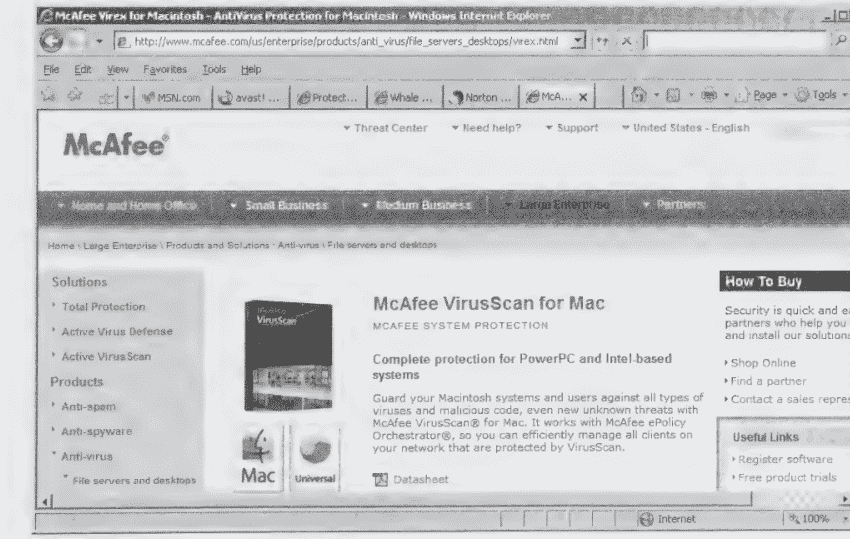 McAfee Virex for Macintosh - AntiVirus Protection for Macintosh - Windows Internet Explorer
http://www.mcafee.com/us/enterprise/products/anti_virus/file_servers_desktops/virex.html
File Edit View Favorites Tools Help
MSN.com avast! ... Protect... Whale ... Norton ... McA... Page Tools
McAfee®
Threat Center Need help? Support United States - English
Home and Home Office Small Business Medium Business Large Enterprise Partners
Home \ Large Enterprise \ Products and Solutions \ Anti-virus \ File servers and desktops
Solutions
Total Protection
Active Virus Defense
Active VirusScan
Products
Anti-spam
Anti-spyware
Anti-virus
File servers and desktops
VirusScan
Mac
Universal
McAfee VirusScan for Mac
MCAFEE SYSTEM PROTECTION
Complete protection for PowerPC and Intel-based
systems
Guard your Macintosh systems and users against all types of
viruses and malicious code, even new unknown threats with
McAfee VirusScan® for Mac. It works with McAfee ePolicy
Orchestrator®, so you can efficiently manage all clients on
your network that are protected by VirusScan.
Datasheet
How To Buy
Security is quick and ea
partners who help you
and install our solutions
Shop Online
Find a partner
Contact a sales repres
Useful Links
Register software
Free product trials
Internet 100%